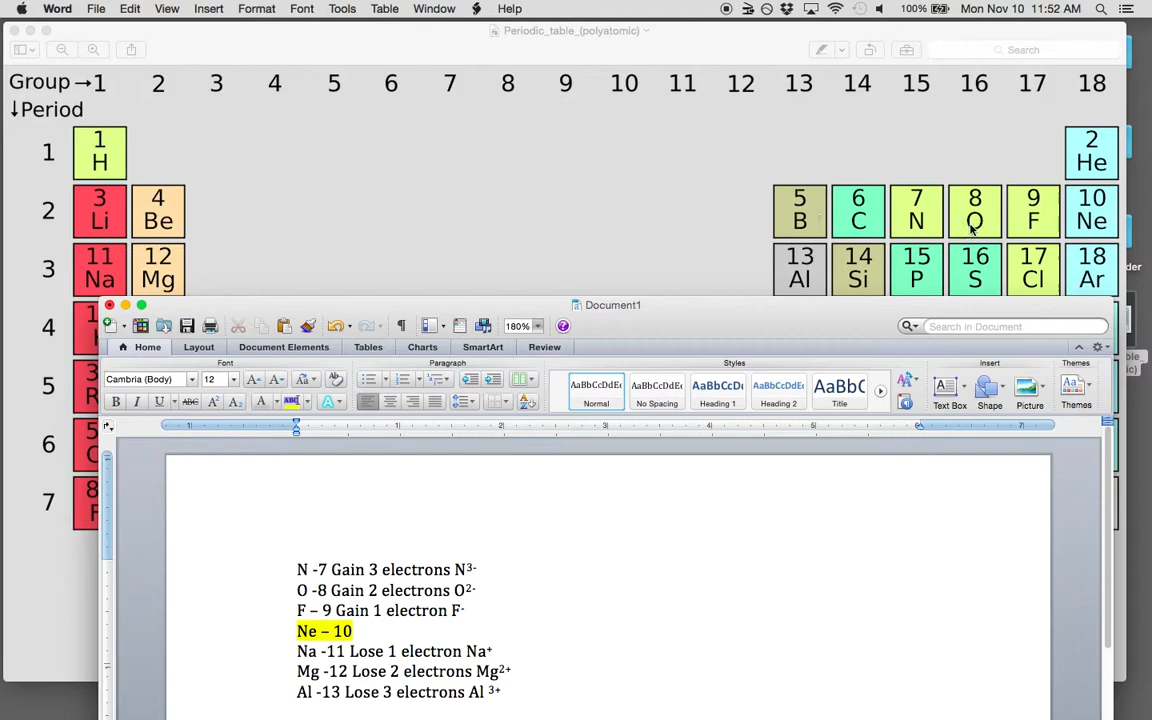 Word File Edit View Insert Format Font Tools Table Window Help 100% Mon Nov 10 11:52 AM
Periodic_table_(polyatomic)
Search
Group →1 2 3 4 5 6 7 8 9 10 11 12 13 14 15 16 17 18
↓Period
1 1 H 2 He
2 3 Li 4 Be 5 B 6 C 7 N 8 O 9 F 10 Ne
3 11 Na 12 Mg 13 Al 14 Si 15 P 16 S 17 Cl 18 Ar
4
5
6
7
der
Document1
180% Search in Document
Home Layout Document Elements Tables Charts SmartArt Review
Font Paragraph Styles Insert Themes
Cambria (Body) 12 AaBbCcDdEe AaBbCcDdEe AaBbCcDc AaBbCcDdEe AaBbC
Normal No Spacing Heading 1 Heading 2 Title Text Box Shape Picture Themes
N -7 Gain 3 electrons N³⁻
O -8 Gain 2 electrons O²⁻
F – 9 Gain 1 electron F⁻
Ne – 10
Na -11 Lose 1 electron Na⁺
Mg -12 Lose 2 electrons Mg²⁺
Al -13 Lose 3 electrons Al ³⁺